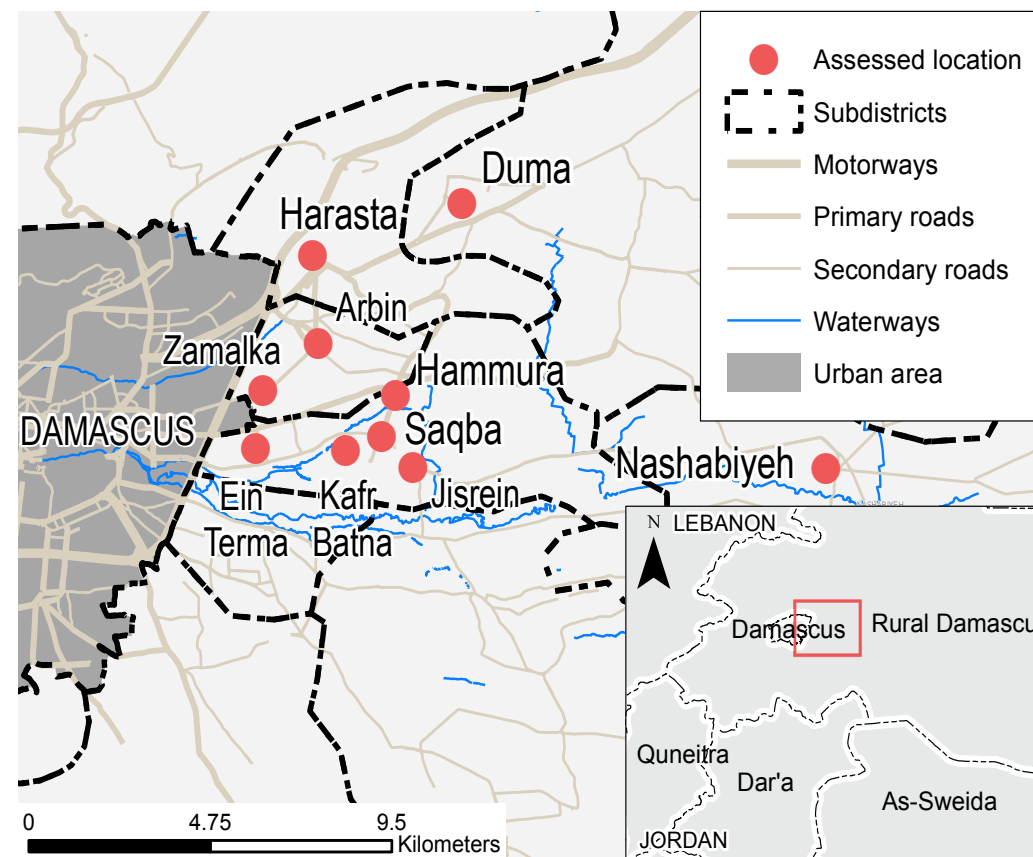 Assessed location
Subdistricts
Motorways
Primary roads
Secondary roads
Waterways
Urban area
Duma
Harasta
Arbin
Zamalka
Hammura
DAMASCUS
Saqba
Nashabiyeh
Ein
Terma
Kafr
Batna
Jisrein
NASHABIYEH
N
LEBANON
Damascus
Rural Damascu
Quneitra
Dar'a
As-Sweida
JORDAN
0 4.75 9.5
Kilometers